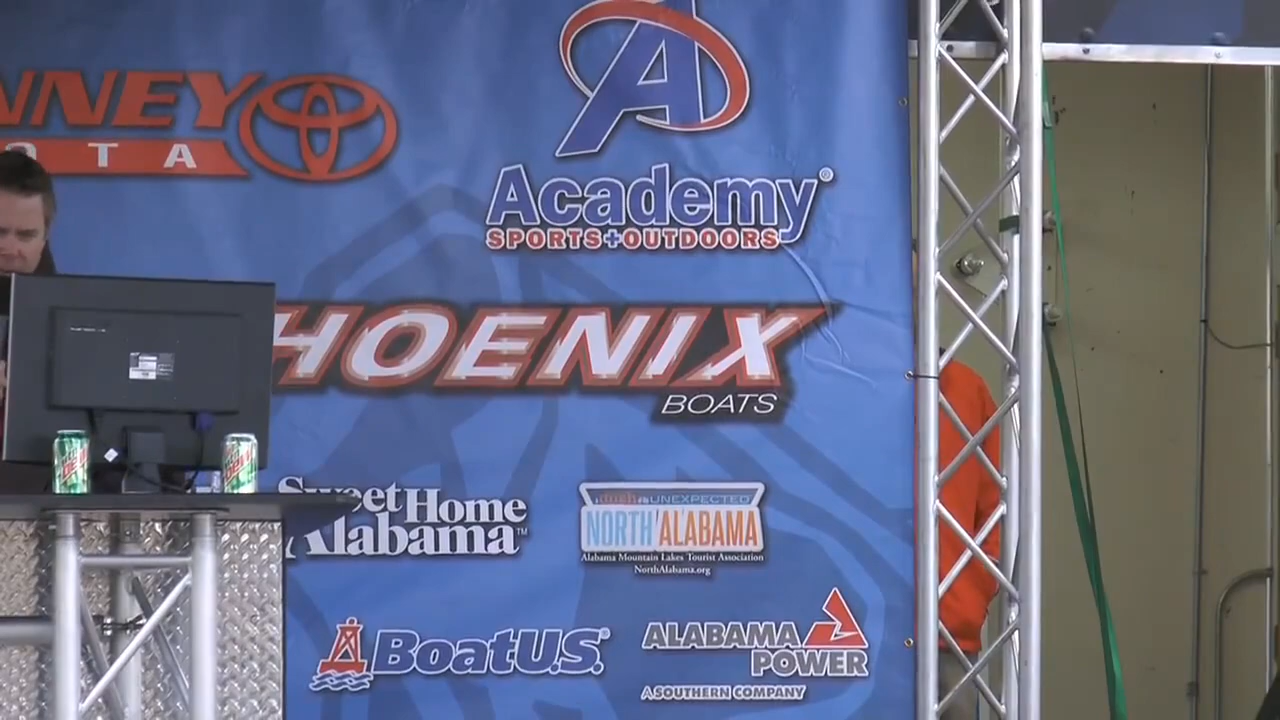 NNEY
OTA
A
Academy®
SPORTS+OUTDOORS
HOENIX
BOATS
Sweet Home
Alabama™
UNEXPECTED
NORTH ALABAMA
Alabama Mountain Lakes Tourist Association
NorthAlabama.org
BoatU.S.®
ALABAMA
POWER
A SOUTHERN COMPANY